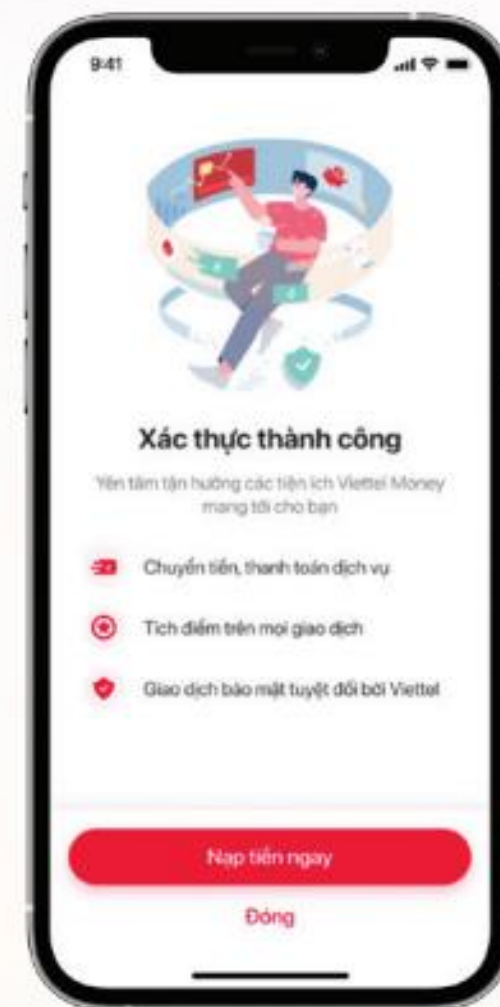 9:41
Xác thực thành công
Yên tâm tận hưởng các tiện ích Viettel Money
mang tới cho bạn
Chuyển tiền, thanh toán dịch vụ
Tích điểm trên mọi giao dịch
Giao dịch bảo mật tuyệt đối bởi Viettel
Nạp tiền ngay
Đóng